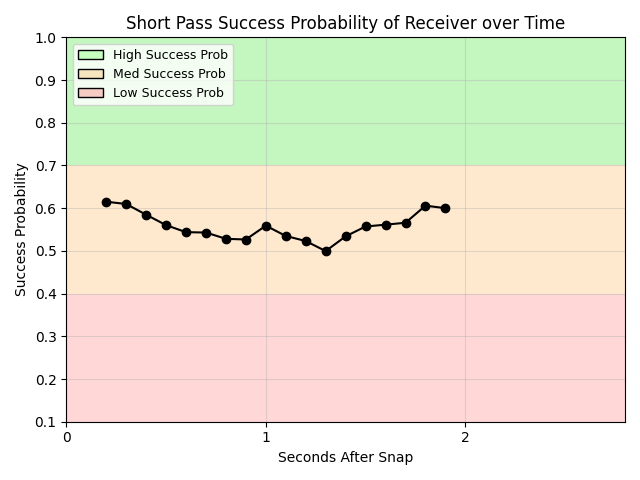 Short Pass Success Probability of Receiver over Time
1.0
0.9
0.8
0.7
0.6
0.5
0.4
0.3
0.2
0.1
High Success Prob
Med Success Prob
Low Success Prob
Success Probability
0
1
2
Seconds After Snap